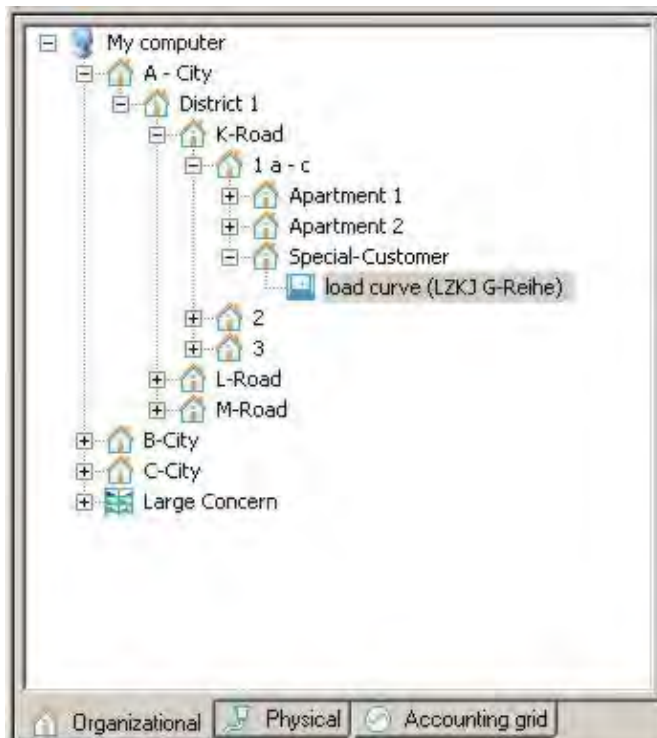 My computer
A - City
District 1
K-Road
1 a - c
Apartment 1
Apartment 2
Special-Customer
load curve (LZKJ G-Reihe)
2
3
L-Road
M-Road
B-City
C-City
Large Concern
Organizational Physical Accounting grid